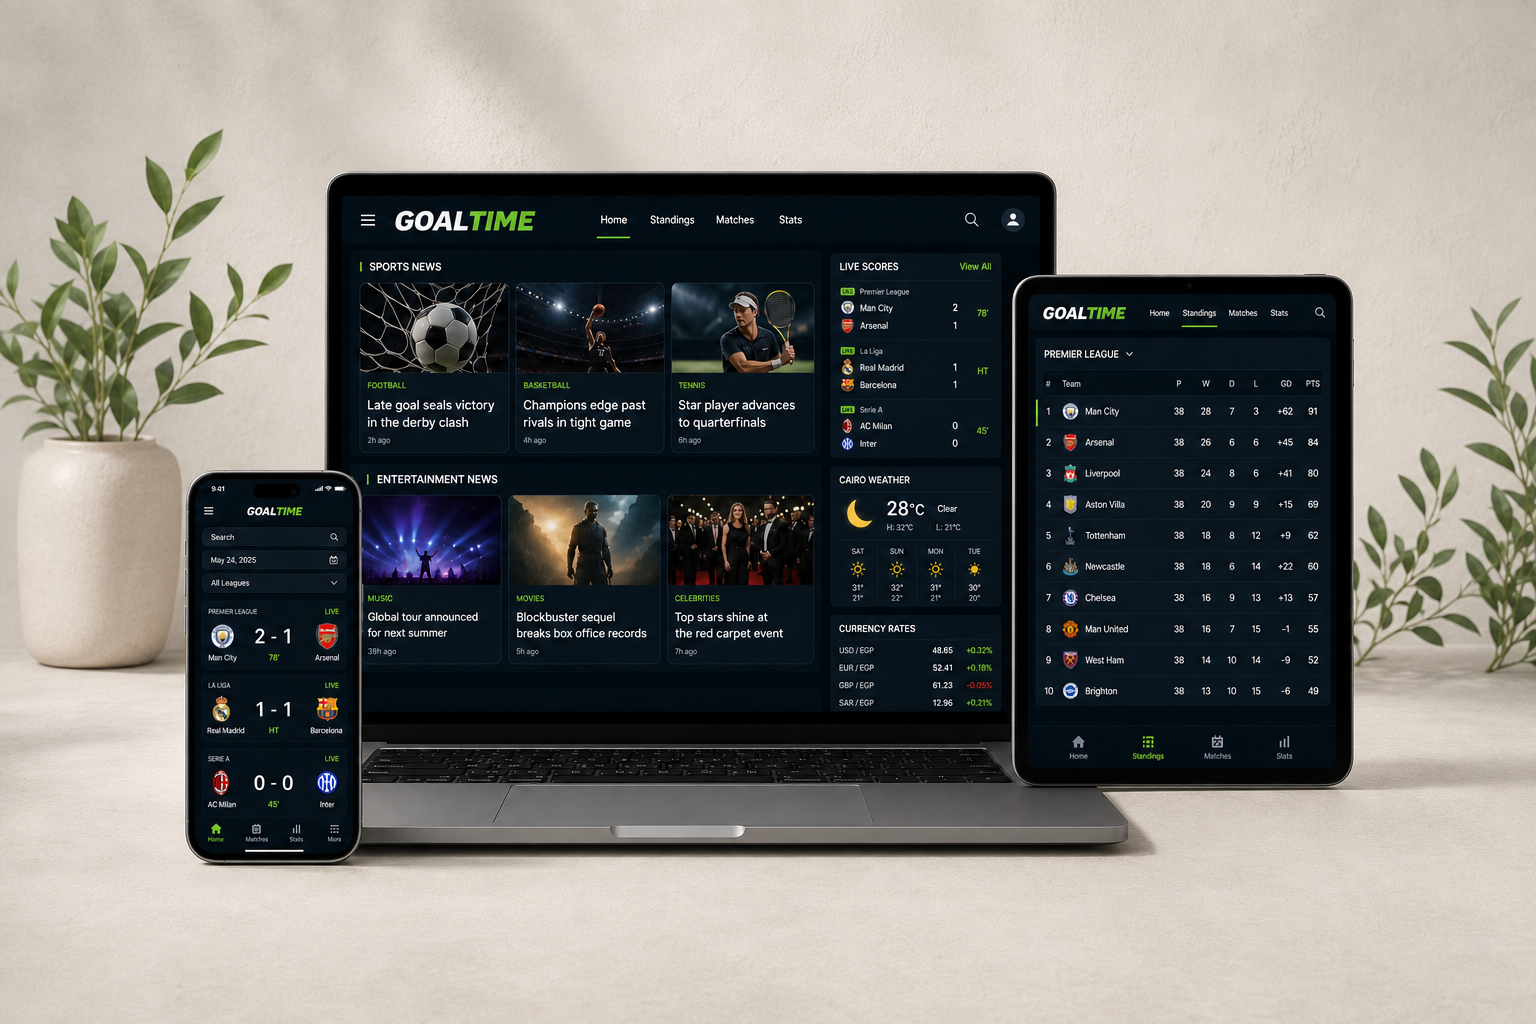 GOALTIME
Home Standings Matches Stats
SPORTS NEWS
FOOTBALL
Late goal seals victory
in the derby clash
2h ago
BASKETBALL
Champions edge past
rivals in tight game
4h ago
TENNIS
Star player advances
to quarterfinals
6h ago
ENTERTAINMENT NEWS
MUSIC
Global tour announced
for next summer
38h ago
MOVIES
Blockbuster sequel
breaks box office records
5h ago
CELEBRITIES
Top stars shine at
the red carpet event
7h ago
LIVE SCORES View All
Premier League
Man City 2
78'
Arsenal 1
LIVE La Liga
Real Madrid 1
HT
Barcelona 1
LIVE Serie A
AC Milan 0
45'
Inter 0
CAIRO WEATHER
28°C Clear
H: 32°C L: 21°C
SAT SUN MON TUE
31° 32° 31° 30°
21° 22° 21° 20°
CURRENCY RATES
USD / EGP 48.65 +0.32%
EUR / EGP 52.41 +0.18%
GBP / EGP 61.23 -0.05%
SAR / EGP 12.96 +0.21%
9:41
GOALTIME
Search
May 24, 2025
All Leagues
PREMIER LEAGUE LIVE
2 - 1
Man City 78' Arsenal
LA LIGA LIVE
1 - 1
Real Madrid HT Barcelona
SERIE A LIVE
0 - 0
AC Milan 45' Inter
Home Matches Stats More
GOALTIME Home Standings Matches Stats
PREMIER LEAGUE
# Team P W D L GD PTS
1 Man City 38 28 7 3 +62 91
2 Arsenal 38 26 6 6 +45 84
3 Liverpool 38 24 8 6 +41 80
4 Aston Villa 38 20 9 9 +15 69
5 Tottenham 38 18 8 12 +9 62
6 Newcastle 38 18 6 14 +22 60
7 Chelsea 38 16 9 13 +13 57
8 Man United 38 16 7 15 -1 55
9 West Ham 38 14 10 14 -9 52
10 Brighton 38 13 10 15 -6 49
Home Standings Matches Stats